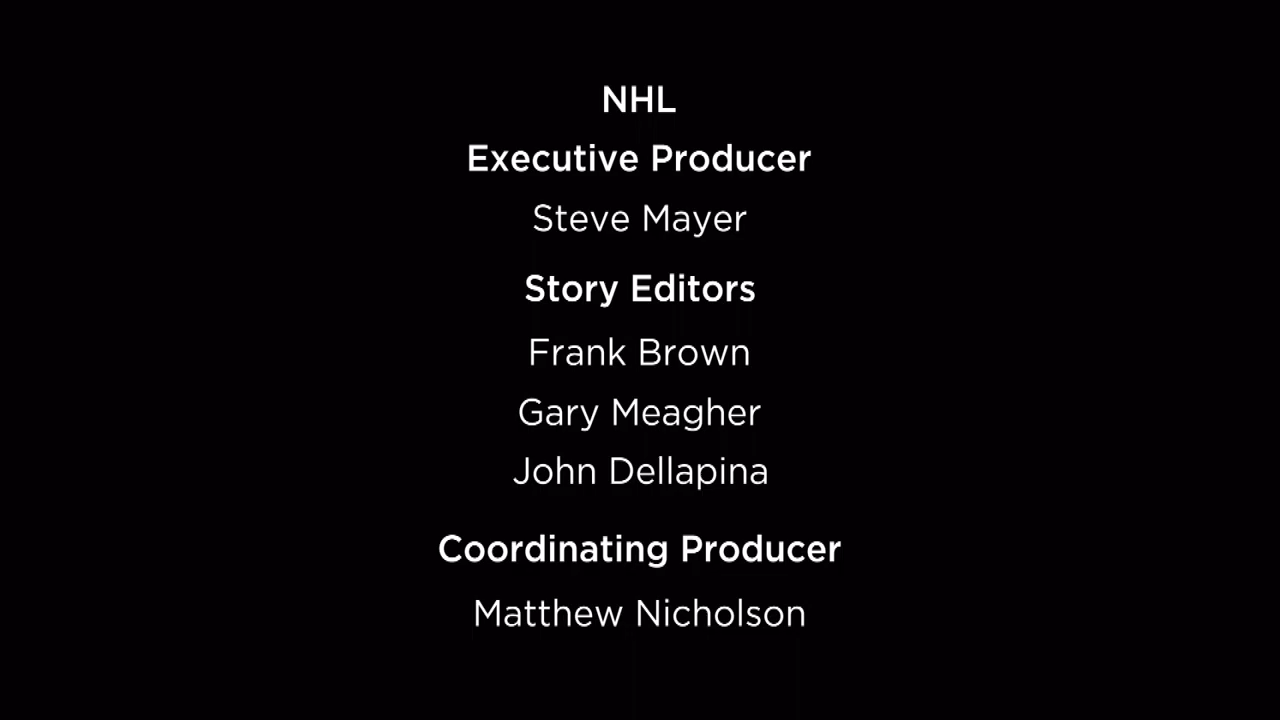 NHL
Executive Producer
Steve Mayer
Story Editors
Frank Brown
Gary Meagher
John Dellapina
Coordinating Producer
Matthew Nicholson